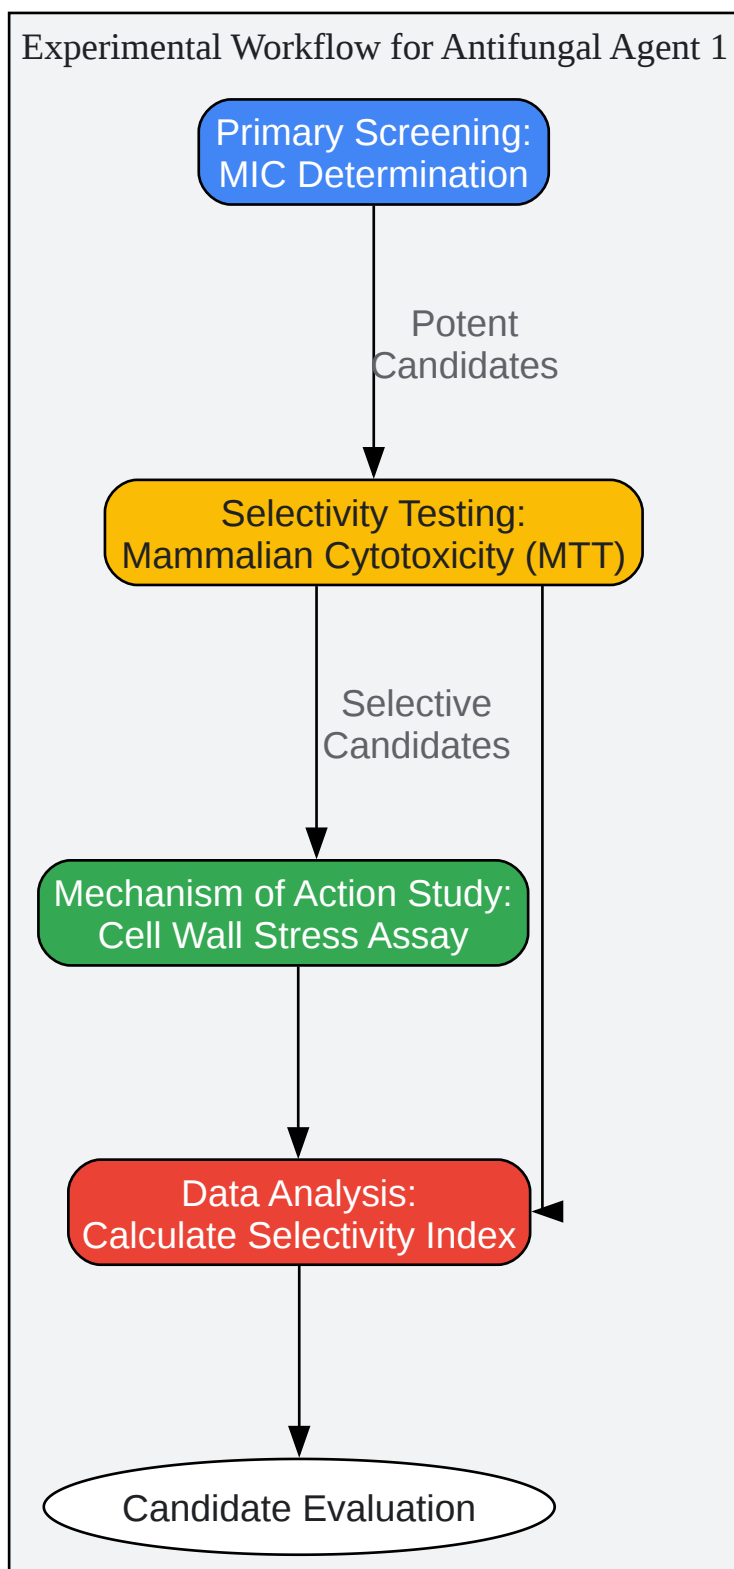 Experimental Workflow for Antifungal Agent 1
Primary Screening:
MIC Determination
Potent
Candidates
Selectivity Testing:
Mammalian Cytotoxicity (MTT)
Selective
Candidates
Mechanism of Action Study:
Cell Wall Stress Assay
Data Analysis:
Calculate Selectivity Index
Candidate Evaluation